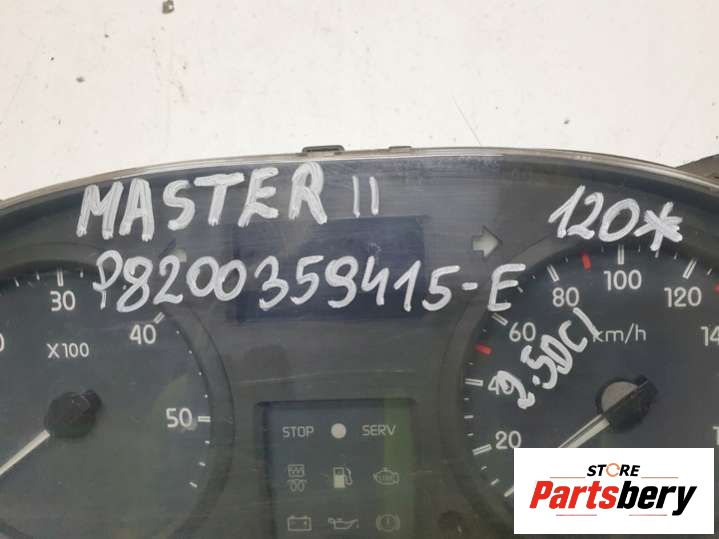 MASTER II
120*
P8200359415-E
2.5DCI
30
40
50
X100
20
40
60
80
100
120
km/h
STOP
SERV
STORE
Partsbery